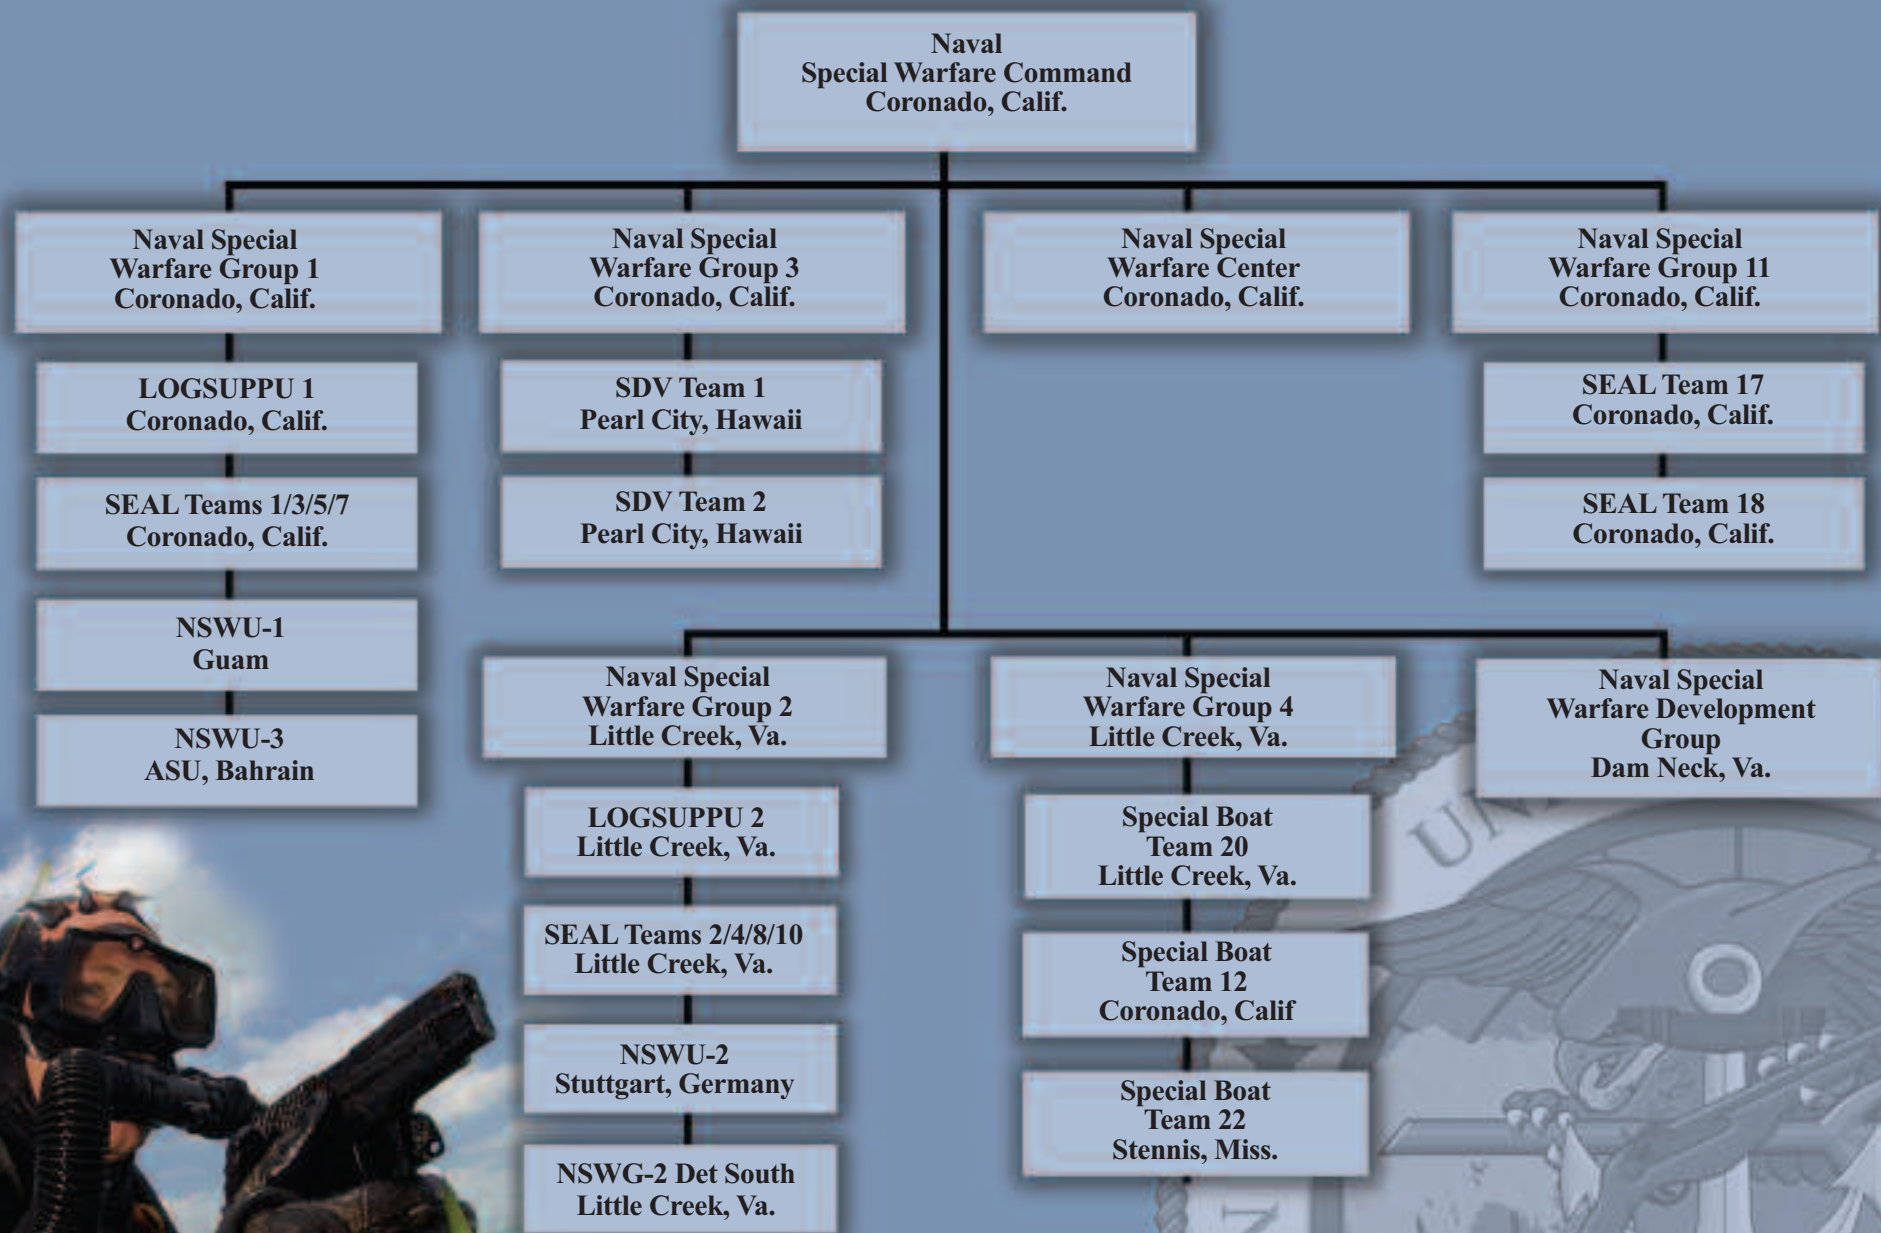 Naval
Special Warfare Command
Coronado, Calif.
Naval Special
Warfare Group 1
Coronado, Calif.
LOGSUPPU 1
Coronado, Calif.
SEAL Teams 1/3/5/7
Coronado, Calif.
NSWU-1
Guam
NSWU-3
ASU, Bahrain
Naval Special
Warfare Group 3
Coronado, Calif.
SDV Team 1
Pearl City, Hawaii
SDV Team 2
Pearl City, Hawaii
Naval Special
Warfare Center
Coronado, Calif.
Naval Special
Warfare Group 11
Coronado, Calif.
SEAL Team 17
Coronado, Calif.
SEAL Team 18
Coronado, Calif.
Naval Special
Warfare Group 2
Little Creek, Va.
LOGSUPPU 2
Little Creek, Va.
SEAL Teams 2/4/8/10
Little Creek, Va.
NSWU-2
Stuttgart, Germany
NSWG-2 Det South
Little Creek, Va.
Naval Special
Warfare Group 4
Little Creek, Va.
Special Boat
Team 20
Little Creek, Va.
Special Boat
Team 12
Coronado, Calif
Special Boat
Team 22
Stennis, Miss.
Naval Special
Warfare Development
Group
Dam Neck, Va.